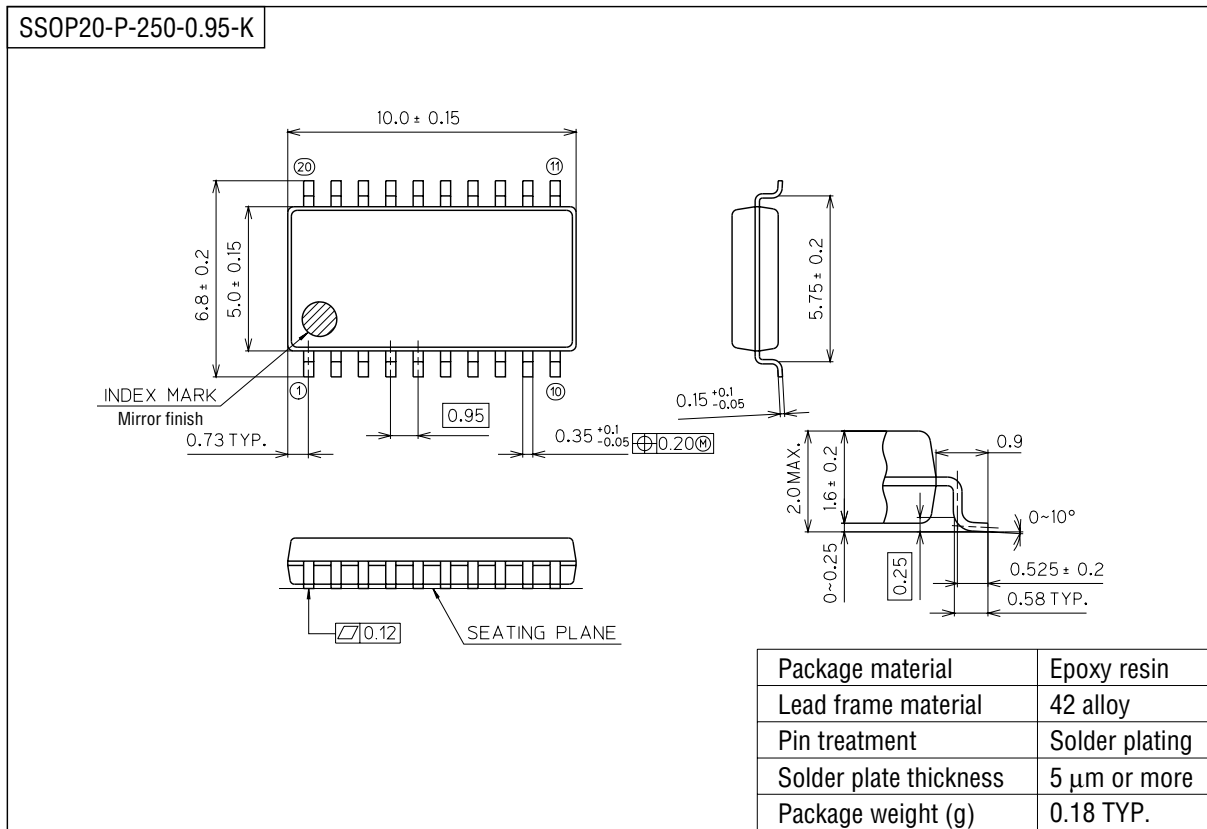 SSOP20-P-250-0.95-K
10.0 ± 0.15
20
11
6.8 ± 0.2
5.0 ± 0.15
5.75 ± 0.2
INDEX MARK
Mirror finish
1
10
0.73 TYP.
0.95
0.35 +0.1 -0.05
⌖ 0.20Ⓜ
0.15 +0.1 -0.05
2.0 MAX.
1.6 ± 0.2
0.9
0~10°
0~0.25
0.25
0.525 ± 0.2
0.58 TYP.
⏥ 0.12
SEATING PLANE
Package material Epoxy resin
Lead frame material 42 alloy
Pin treatment Solder plating
Solder plate thickness 5 µm or more
Package weight (g) 0.18 TYP.